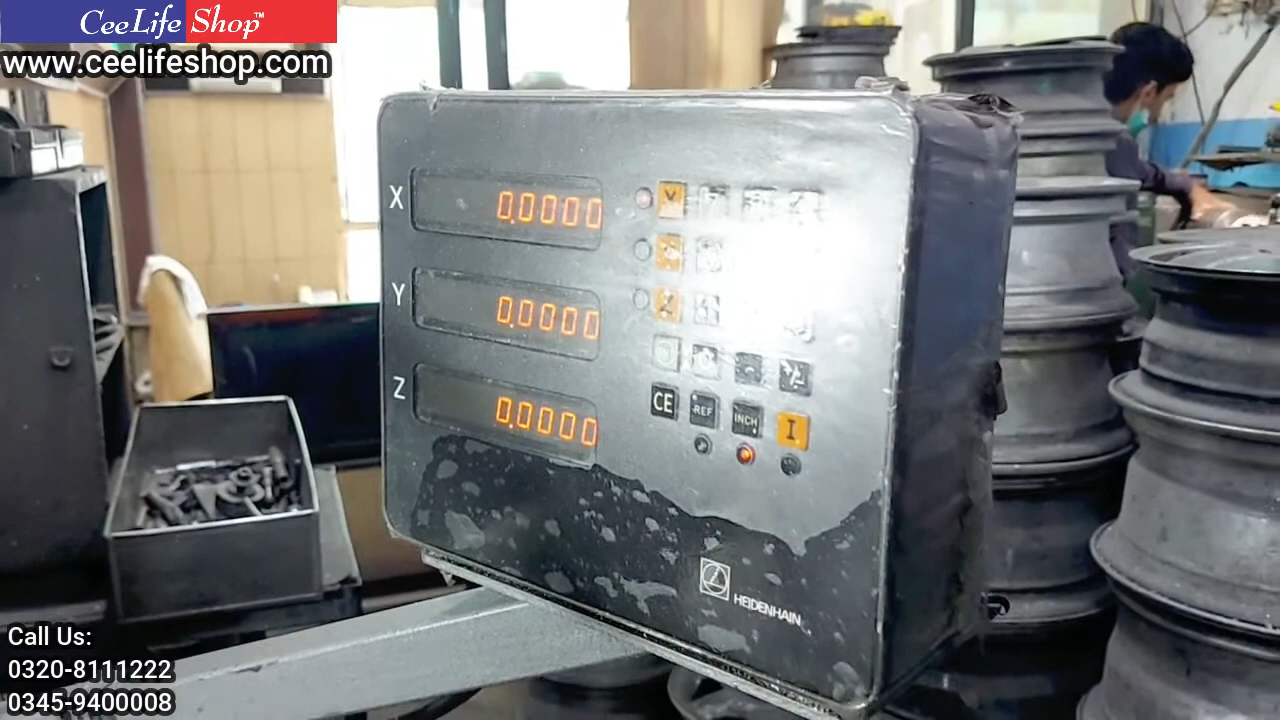 CeeLife Shop™
www.ceelifeshop.com
X
0.0000
Y
0.0000
Z
0.0000
CE
REF
INCH
I
HEIDENHAIN
Call Us:
0320-8111222
0345-9400008